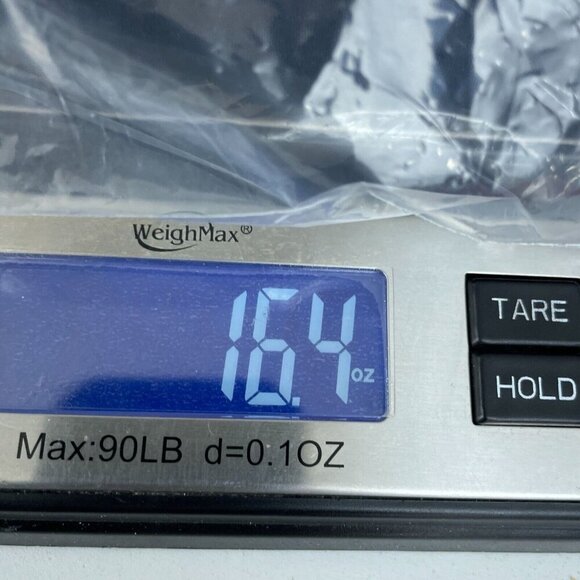 WeighMax®
16.4 oz
TARE
HOLD
Max:90LB d=0.1OZ